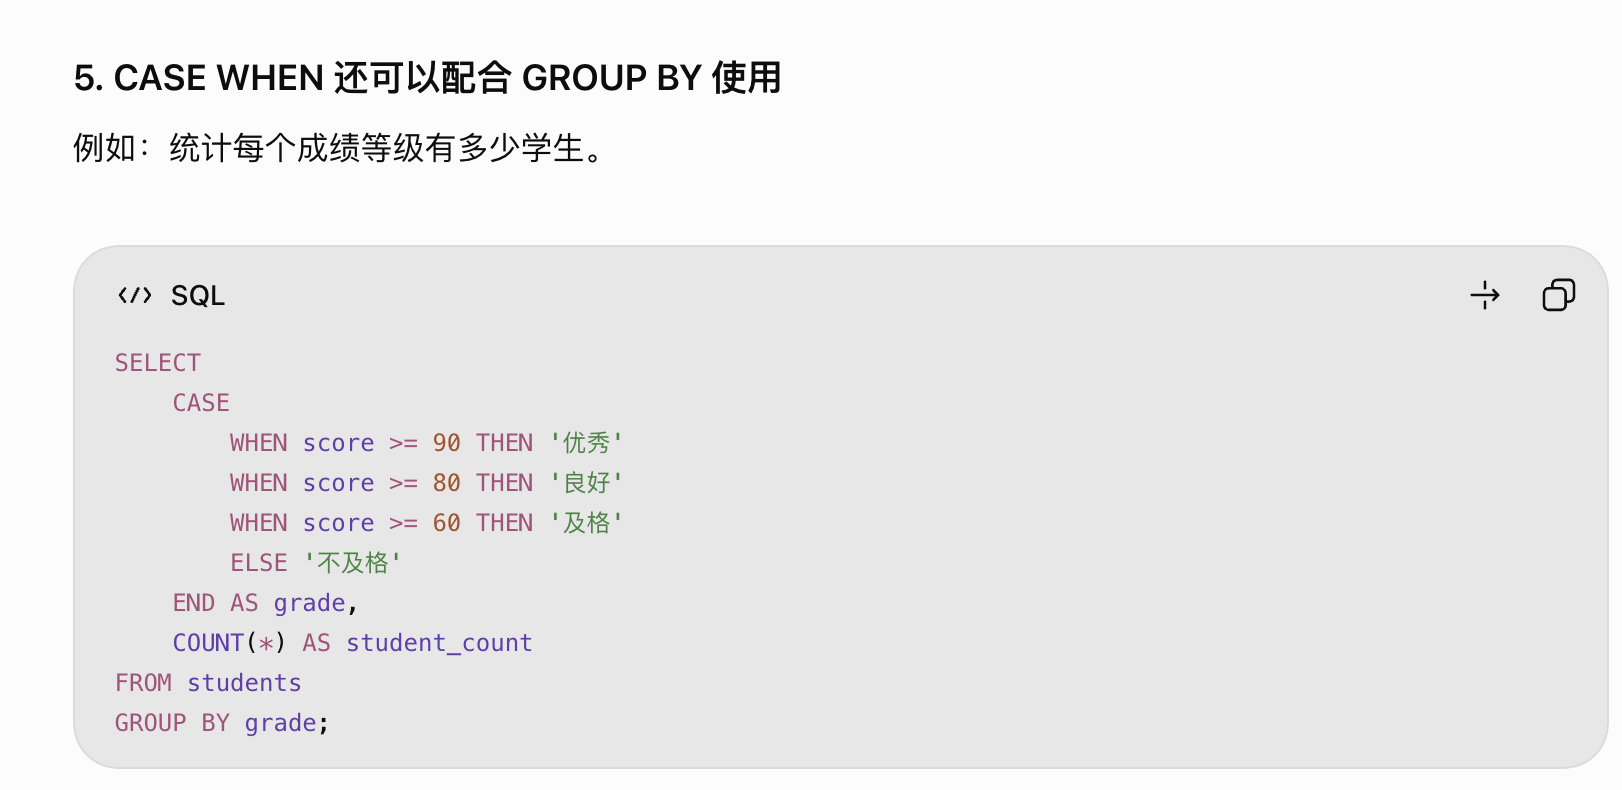 5. CASE WHEN 还可以配合 GROUP BY 使用
例如：统计每个成绩等级有多少学生。
</> SQL
SELECT
    CASE
        WHEN score >= 90 THEN '优秀'
        WHEN score >= 80 THEN '良好'
        WHEN score >= 60 THEN '及格'
        ELSE '不及格'
    END AS grade,
    COUNT(*) AS student_count
FROM students
GROUP BY grade;